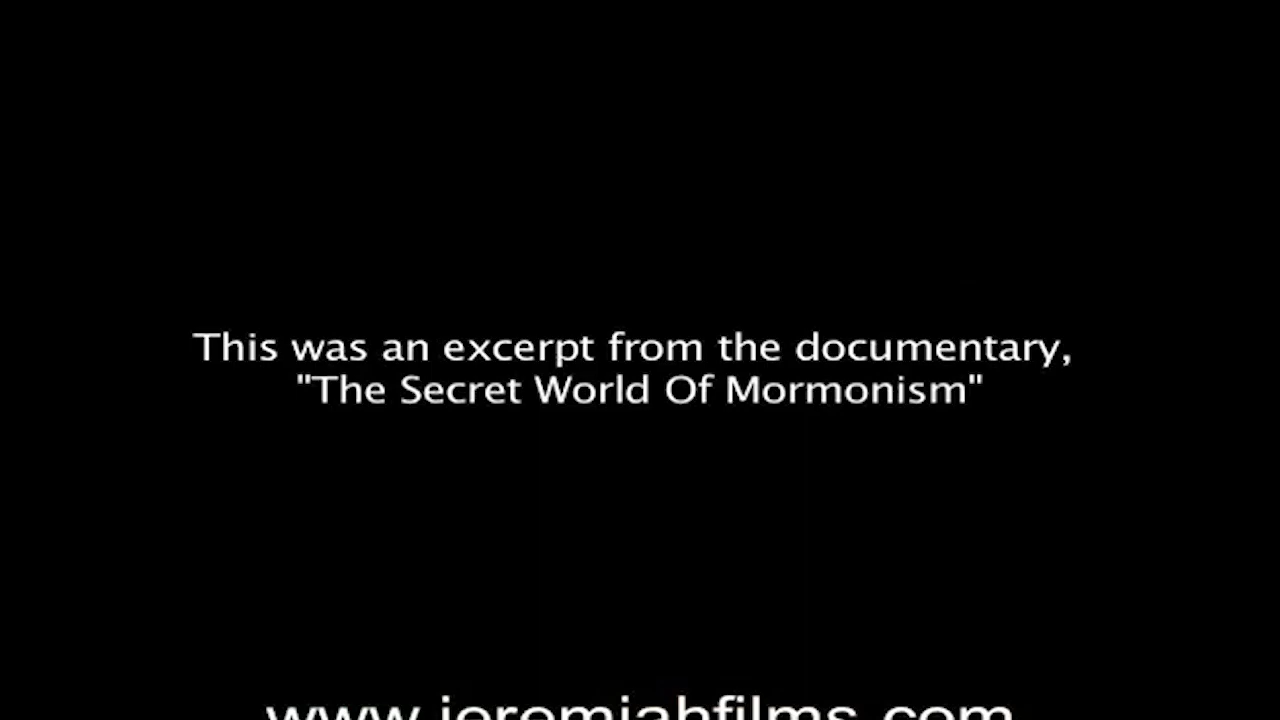 This was an excerpt from the documentary,
"The Secret World Of Mormonism"
www.jeremiahfilms.com